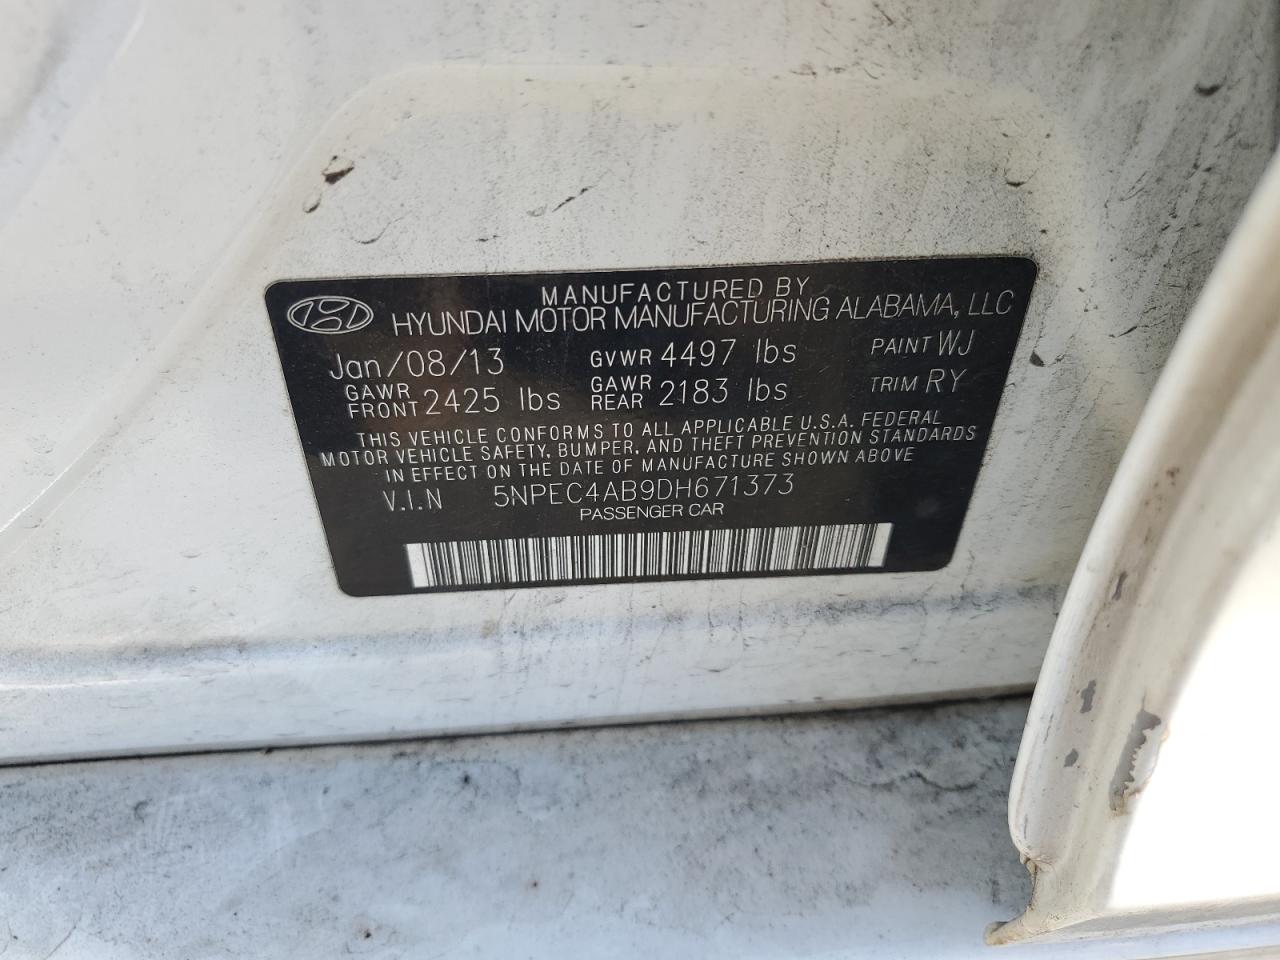 MANUFACTURED BY
HYUNDAI MOTOR MANUFACTURING ALABAMA, LLC
Jan/08/13 GVWR 4497 lbs PAINT WJ
GAWR FRONT 2425 lbs GAWR REAR 2183 lbs TRIM RY
THIS VEHICLE CONFORMS TO ALL APPLICABLE U.S.A. FEDERAL
MOTOR VEHICLE SAFETY, BUMPER, AND THEFT PREVENTION STANDARDS
IN EFFECT ON THE DATE OF MANUFACTURE SHOWN ABOVE
V.I.N 5NPEC4AB9DH671373
PASSENGER CAR